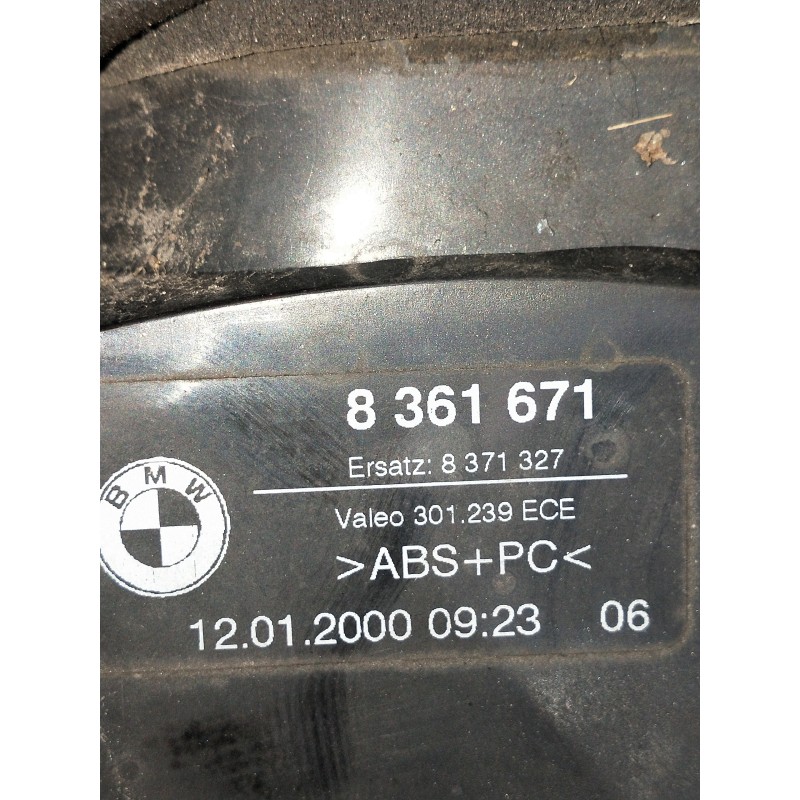 8 361 671
Ersatz: 8 371 327
BMW
Valeo 301.239 ECE
>ABS+PC<
12.01.2000 09:23 06